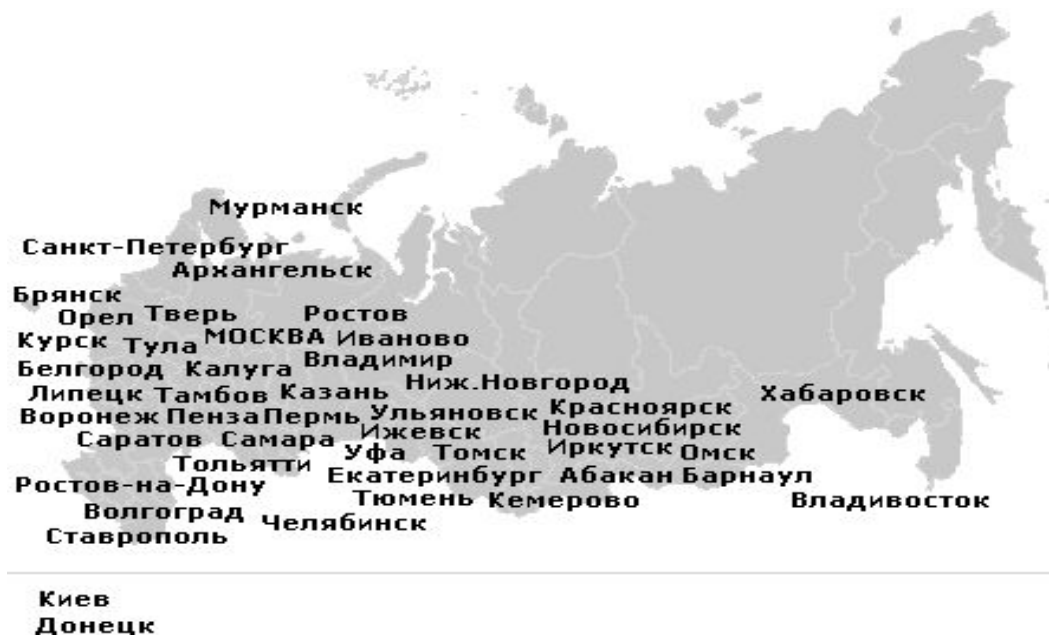 Мурманск
Санкт-Петербург
Архангельск
Брянск
Орел Тверь Ростов
Курск Тула МОСКВА Иваново
Белгород Калуга Владимир
Липецк Тамбов Казань Ниж.Новгород Хабаровск
Воронеж Пенза Пермь Ульяновск Красноярск
Саратов Самара Ижевск Новосибирск
Уфа Томск Иркутск Омск
Тольятти Екатеринбург Абакан Барнаул
Ростов-на-Дону Тюмень Кемерово Владивосток
Волгоград Челябинск
Ставрополь
Киев
Донецк